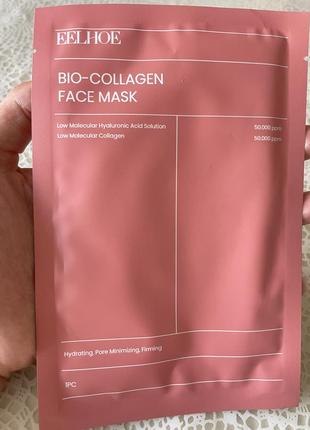 EELHOE
BIO-COLLAGEN
FACE MASK
Low Molecular Hyaluronic Acid Solution 50,000 ppm
Low Molecular Collagen 50,000 ppm
Hydrating, Pore Minimizing, Firming
1PC